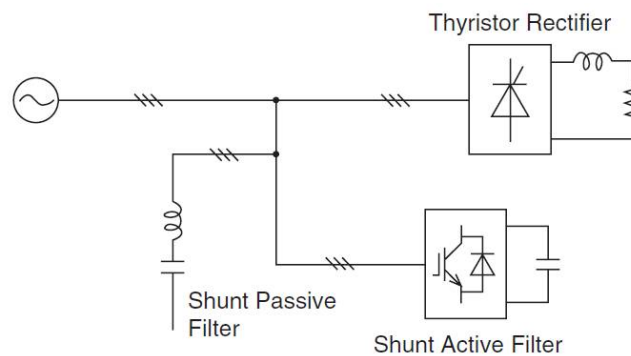 Thyristor Rectifier
Shunt Passive
Filter
Shunt Active Filter